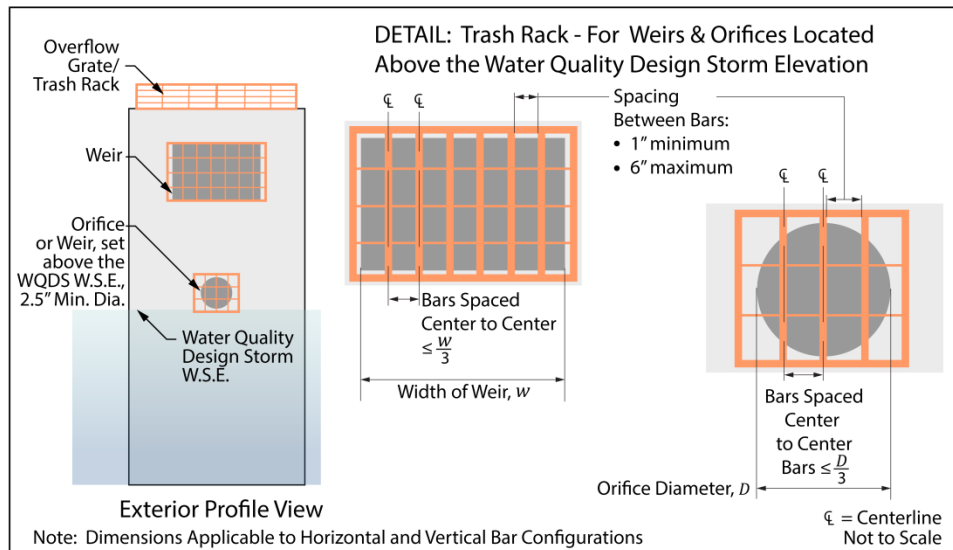 DETAIL: Trash Rack - For Weirs & Orifices Located
Above the Water Quality Design Storm Elevation
Overflow
Grate/
Trash Rack
Weir
Orifice
or Weir, set
above the
WQDS W.S.E.,
2.5” Min. Dia.
Water Quality
Design Storm
W.S.E.
Exterior Profile View
℄ ℄
Bars Spaced
Center to Center
≤ w/3
Width of Weir, w
Spacing
Between Bars:
• 1” minimum
• 6” maximum
℄ ℄
Bars Spaced
Center
to Center
Bars ≤ D/3
Orifice Diameter, D
℄ = Centerline
Not to Scale
Note: Dimensions Applicable to Horizontal and Vertical Bar Configurations